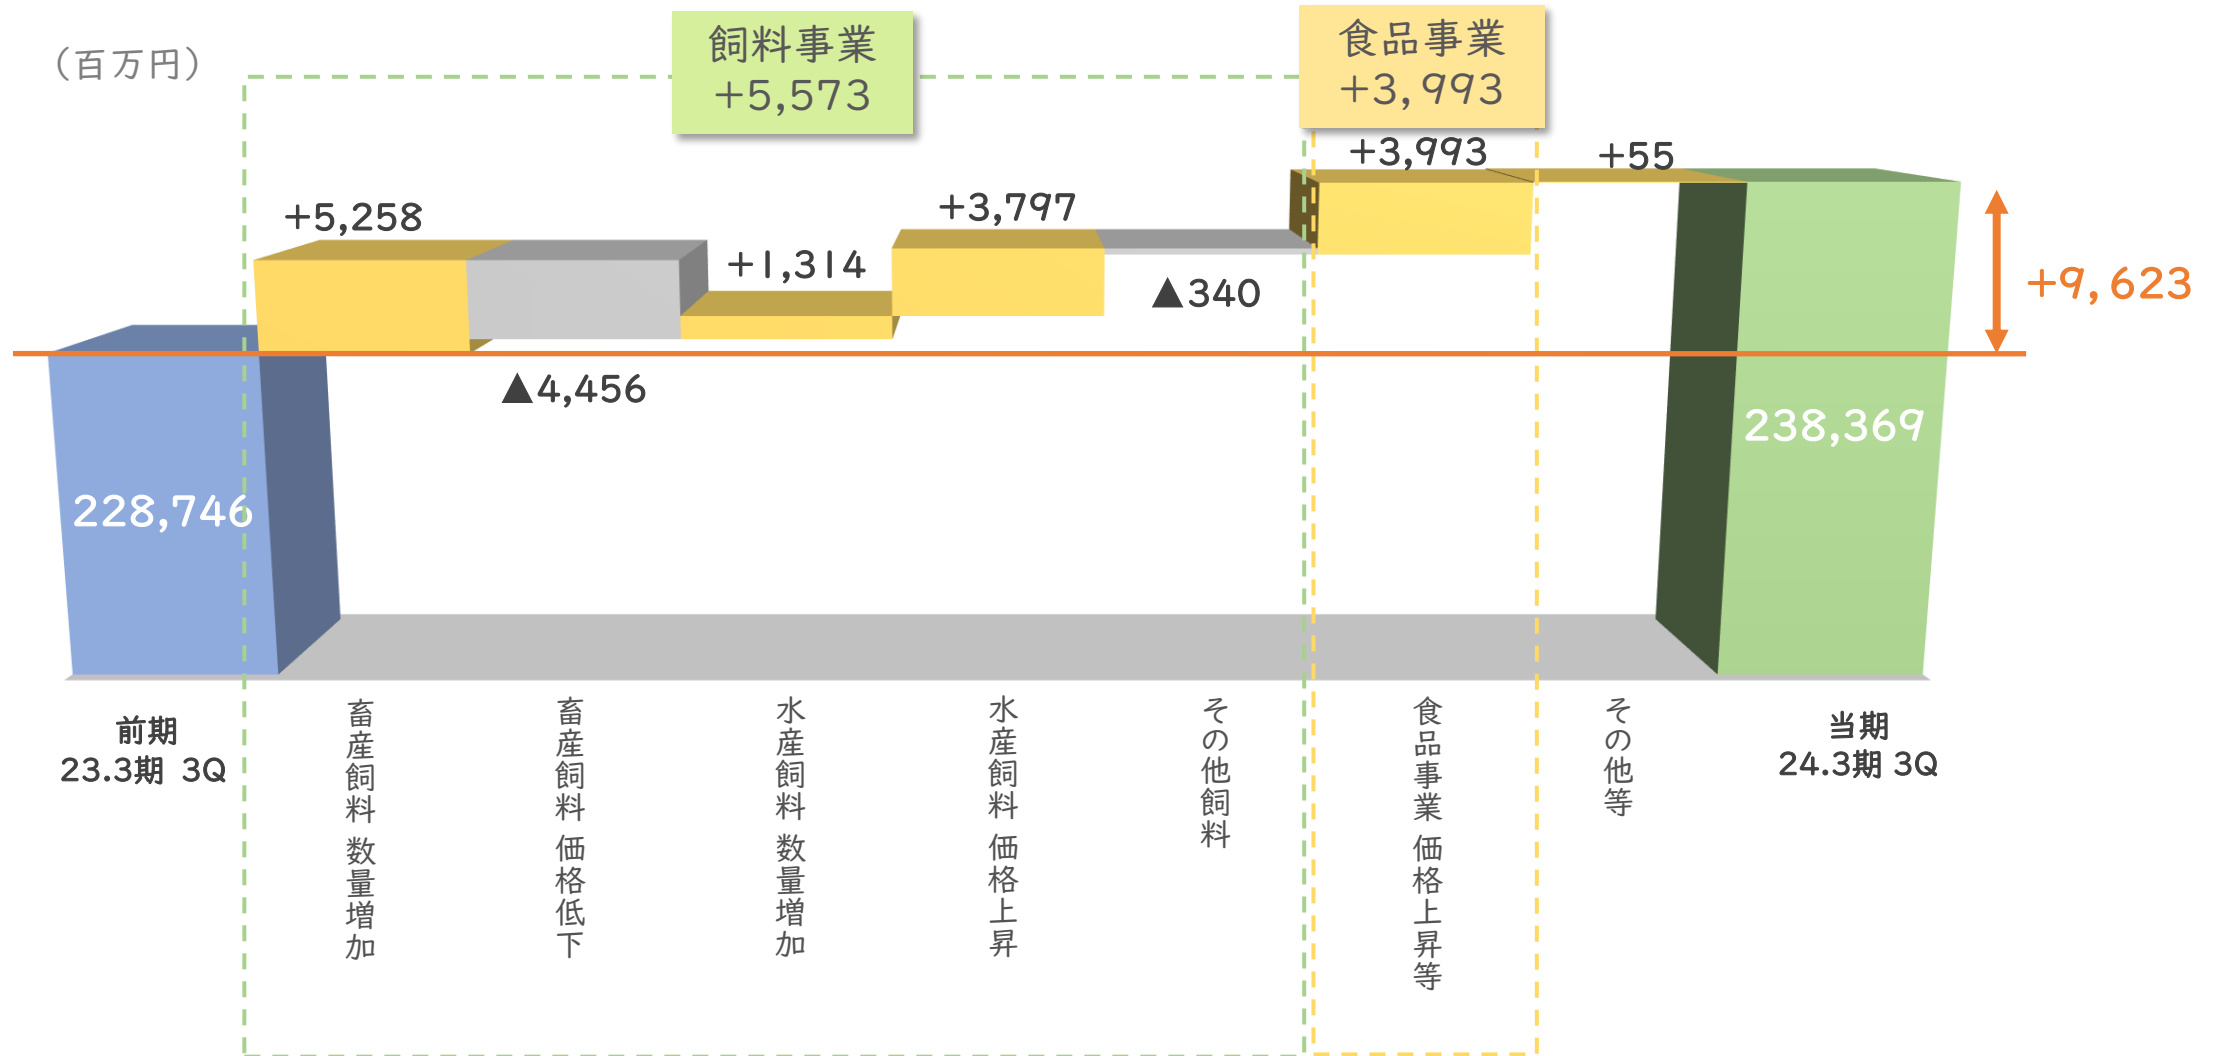 （百万円）
飼料事業
+5,573
食品事業
+3,993
+5,258
▲4,456
+1,314
+3,797
▲340
+3,993
+55
+9,623
228,746
238,369
前期
23.3期 3Q
畜産飼料 数量増加
畜産飼料 価格低下
水産飼料 数量増加
水産飼料 価格上昇
その他飼料
食品事業 価格上昇等
その他等
当期
24.3期 3Q